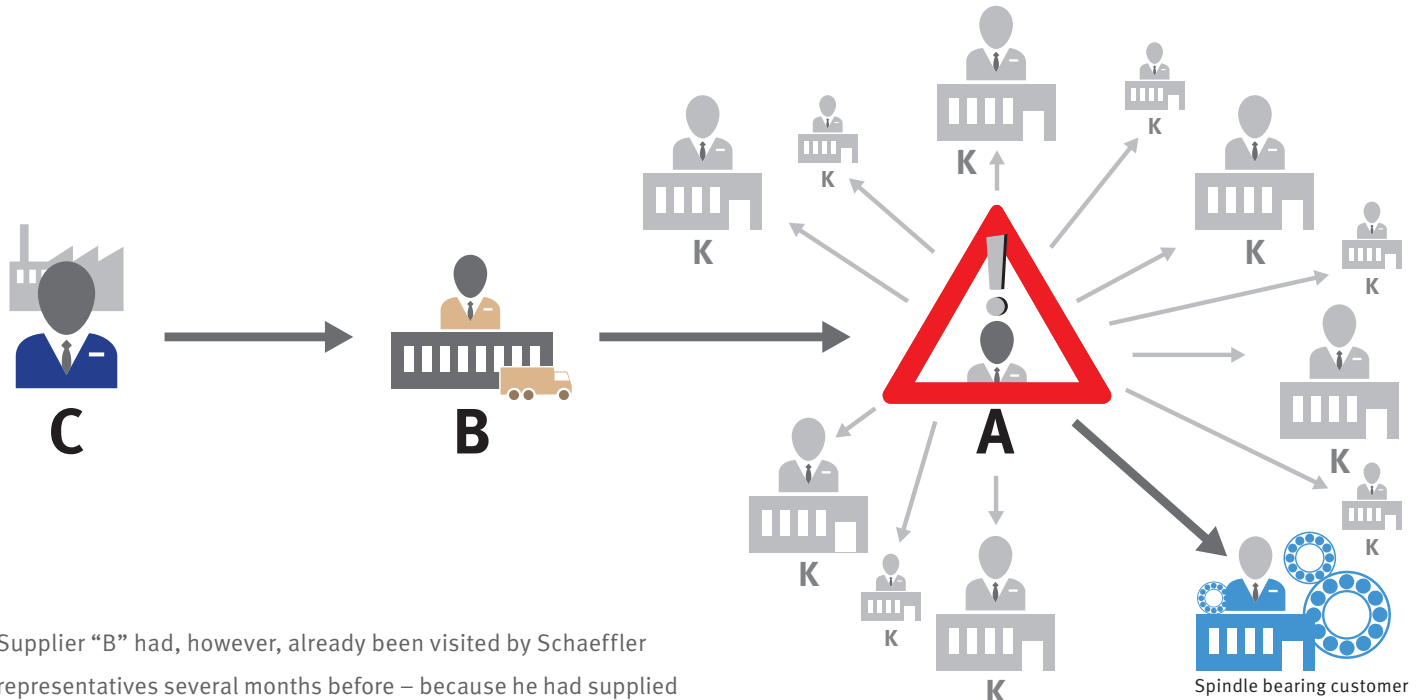 K
K
K
K
K
K
C
B
A
K
K
K
K
K
K
K
Supplier “B” had, however, already been visited by Schaeffler
representatives several months before – because he had supplied
Spindle bearing customer